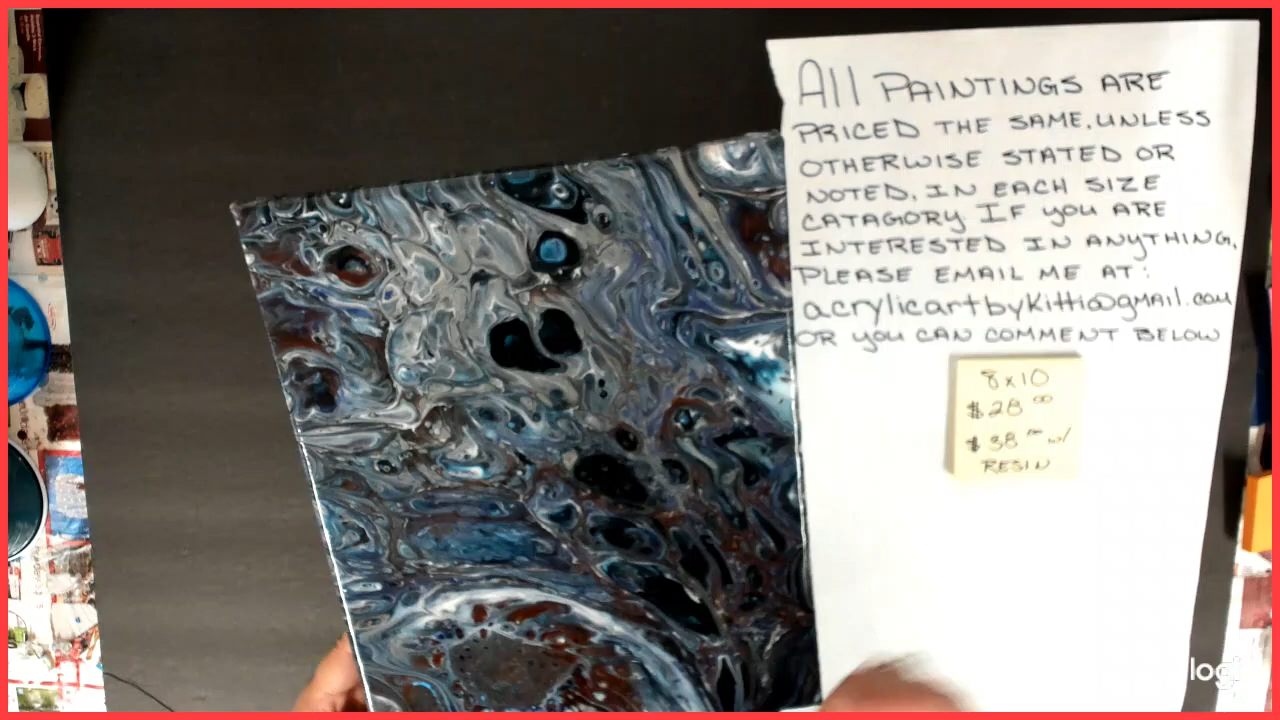 All PAINTINGS ARE
PRICED THE SAME, UNLESS
OTHERWISE STATED OR
NOTED, IN EACH SIZE
CATAGORY IF YOU ARE
INTERESTED IN ANYTHING,
PLEASE EMAIL ME AT:
acrylicartbykitti@gmail.com
OR YOU CAN COMMENT BELOW
8x10
$28 00
$38 00 w/
RESIN
logi